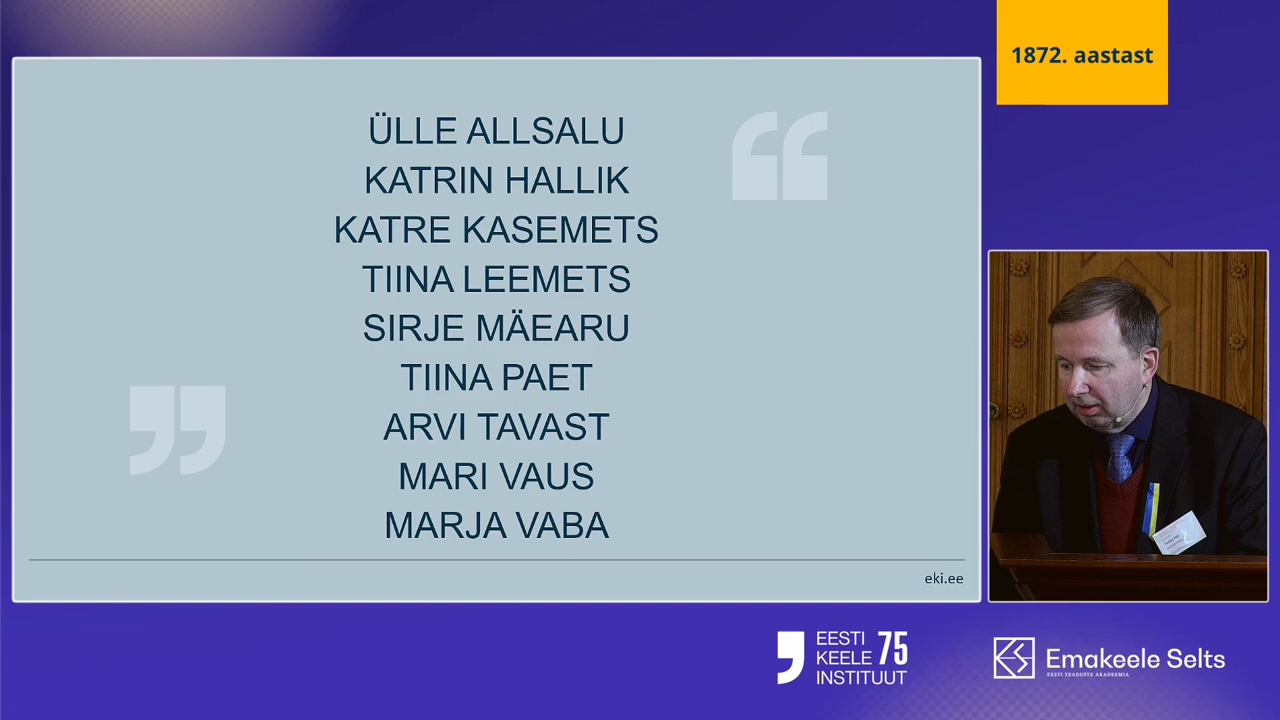 1872. aastast
ÜLLE ALLSALU
KATRIN HALLIK
KATRE KASEMETS
TIINA LEEMETS
SIRJE MÄEARU
TIINA PAET
ARVI TAVAST
MARI VAUS
MARJA VABA
eki.ee
EESTI
KEELE 75
INSTITUUT
Emakeele Selts
EESTI TEADUSTE AKADEEMIA